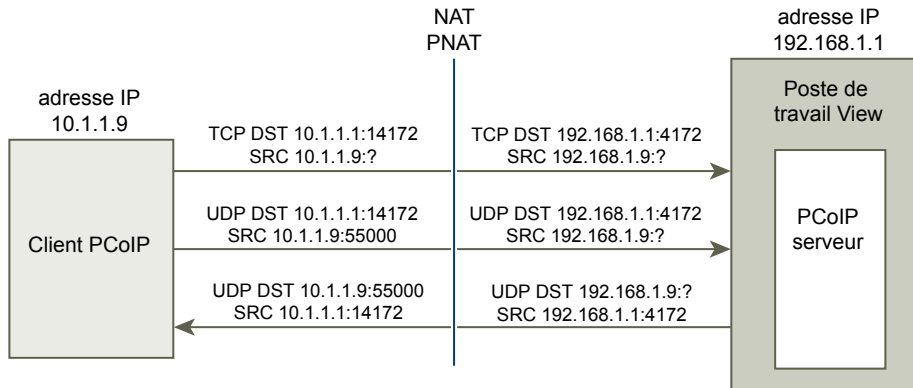 NAT
PNAT
adresse IP
192.168.1.1
adresse IP
10.1.1.9
Poste de
travail View
TCP DST 10.1.1.1:14172
SRC 10.1.1.9:?
TCP DST 192.168.1.1:4172
SRC 192.168.1.9:?
Client PCoIP
UDP DST 10.1.1.1:14172
SRC 10.1.1.9:55000
UDP DST 192.168.1.1:4172
SRC 192.168.1.9:?
PCoIP
serveur
UDP DST 10.1.1.9:55000
SRC 10.1.1.1:14172
UDP DST 192.168.1.9:?
SRC 192.168.1.1:4172